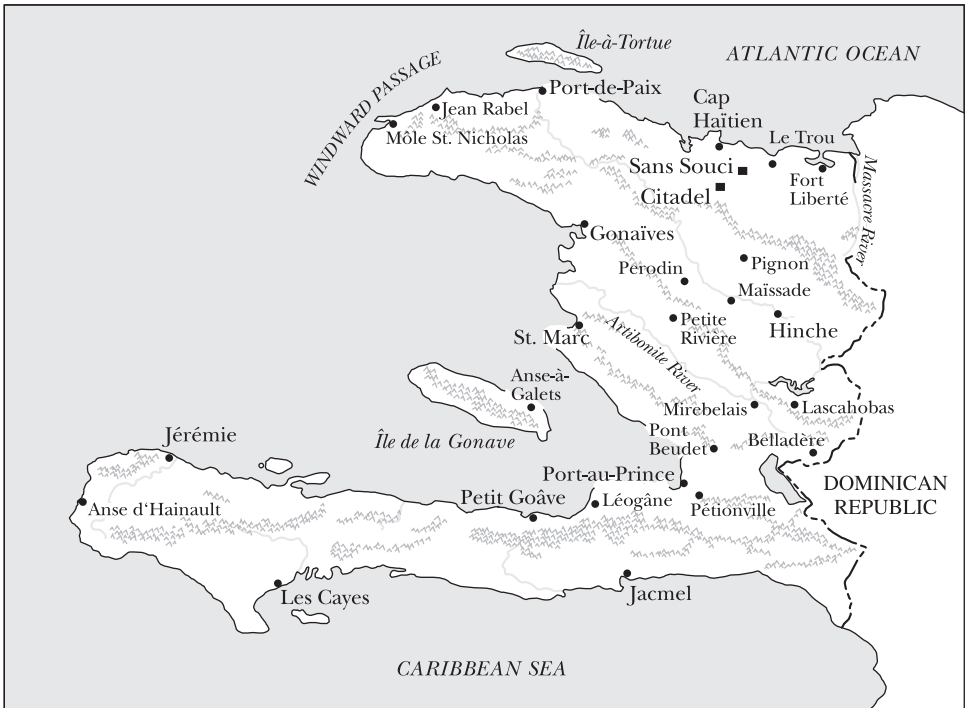 Île-à-Tortue
ATLANTIC OCEAN
WINDWARD PASSAGE
Port-de-Paix
Cap
Haïtien
Jean Rabel
Môle St. Nicholas
Le Trou
Sans Souci
Citadel
Fort
Liberté
Massacre River
Gonaïves
Pignon
Pérodin
Maïssade
Petite
Rivière
Hinche
St. Marc
Artibonite River
Anse-à-
Galets
Mirebelais
Lascahobas
Île de la Gonave
Pont
Beudet
Belladère
Jérémie
Port-au-Prince
DOMINICAN
REPUBLIC
Petit Goâve
Léogâne
Pétionville
Anse d‘Hainault
Les Cayes
Jacmel
CARIBBEAN SEA